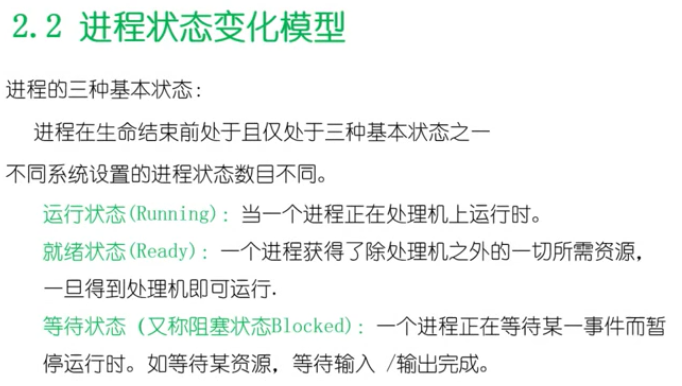 2.2 进程状态变化模型
进程的三种基本状态:
进程在生命结束前处于且仅处于三种基本状态之一
不同系统设置的进程状态数目不同。
运行状态(Running): 当一个进程正在处理机上运行时。
就绪状态(Ready): 一个进程获得了除处理机之外的一切所需资源,
一旦得到处理机即可运行.
等待状态 (又称阻塞状态Blocked): 一个进程正在等待某一事件而暂
停运行时。如等待某资源, 等待输入 /输出完成。